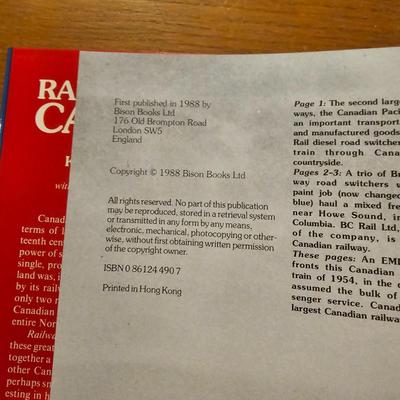 RA
CA
K
with
Canad
terms of l
teenth cen
power of s
single, pro
land was, i
by its railw
only two r
Canadian
entire Nor
Railw
these great
together a
other Can
perhaps sn
esting in h
First published in 1988 by
Bison Books Ltd
176 Old Brompton Road
London SW5
England
Copyright © 1988 Bison Books Ltd
All rights reserved. No part of this publication
may be reproduced, stored in a retrieval system
or transmitted in any form by any means,
electronic, mechanical, photocopying or other-
wise, without first obtaining written permission
of the copyright owner.
ISBN 0 86124 490 7
Printed in Hong Kong
Page 1: The second larg
ways, the Canadian Pacif
an important transport
and manufactured goods
Rail diesel road switcher
train through Cana
countryside.
Pages 2–3: A trio of Br
way road switchers w
paint job (now changed
blue) haul a mixed fre
near Howe Sound, in
Columbia. BC Rail Ltd,
of the company, is
Canadian railway.
These pages: An EMD
fronts this Canadian
train of 1954, in the d
assumed the bulk of
senger service. Canad
largest Canadian railwa